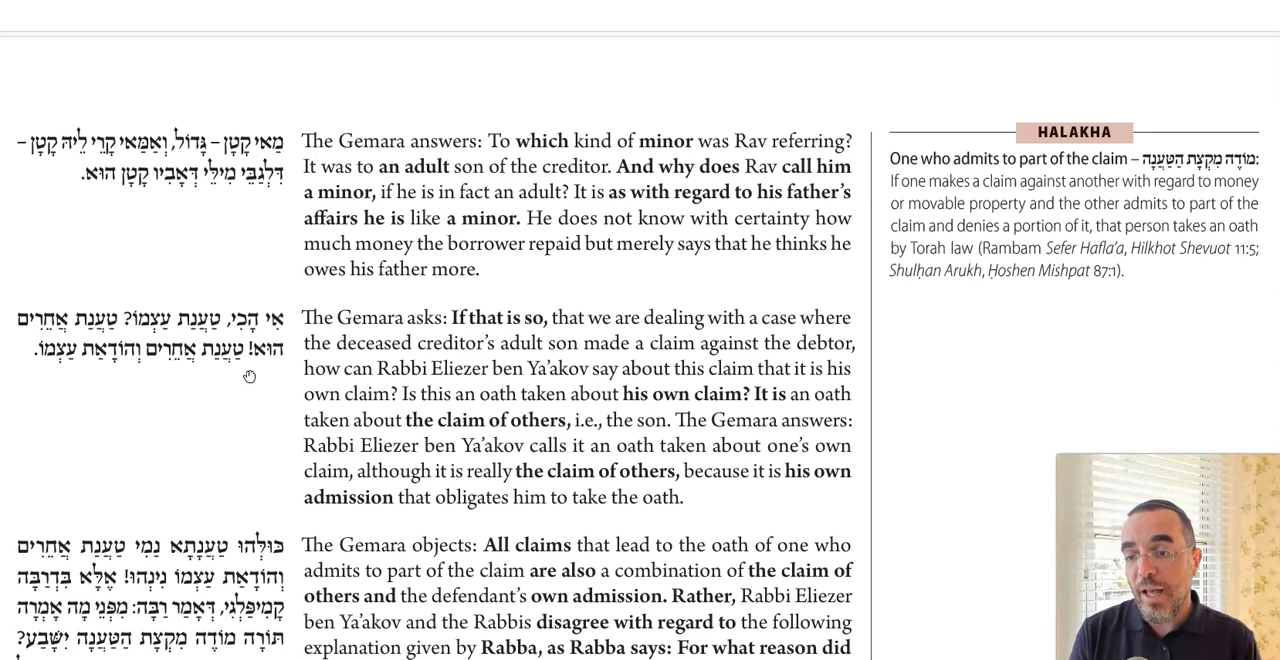 מַאי קָטָן – גָּדוֹל, וְאַמַּאי קָרֵי לֵיהּ קָטָן –
דִּלְגַבֵּי מִילֵּי דְּאָבִיו קָטָן הוּא.
The Gemara answers: To which kind of minor was Rav referring?
It was to an adult son of the creditor. And why does Rav call him
a minor, if he is in fact an adult? It is as with regard to his father's
affairs he is like a minor. He does not know with certainty how
much money the borrower repaid but merely says that he thinks he
owes his father more.
אִי הָכִי, טַעֲנַת עַצְמוֹ? טַעֲנַת אֲחֵרִים
הוּא! טַעֲנַת אֲחֵרִים וְהוֹדָאַת עַצְמוֹ.
The Gemara asks: If that is so, that we are dealing with a case where
the deceased creditor's adult son made a claim against the debtor,
how can Rabbi Eliezer ben Ya'akov say about this claim that it is his
own claim? Is this an oath taken about his own claim? It is an oath
taken about the claim of others, i.e., the son. The Gemara answers:
Rabbi Eliezer ben Ya'akov calls it an oath taken about one's own
claim, although it is really the claim of others, because it is his own
admission that obligates him to take the oath.
כּוּלְּהוּ טַעֲנָתָא נַמִי טַעֲנַת אֲחֵרִים
וְהוֹדָאַת עַצְמוֹ נִינְהוּ! אֶלָּא בִּדְרַבָּה
קָמִיפַּלְגִי, דְּאָמַר רַבָּה: מִפְּנֵי מָה אָמְרָה
תּוֹרָה מוֹדֶה מִקְצָת הַטַּעֲנָה יִשָּׁבַע?
The Gemara objects: All claims that lead to the oath of one who
admits to part of the claim are also a combination of the claim of
others and the defendant's own admission. Rather, Rabbi Eliezer
ben Ya'akov and the Rabbis disagree with regard to the following
explanation given by Rabba, as Rabba says: For what reason did
HALAKHA
One who admits to part of the claim – מוֹדֶה מִקְצָת הַטַּעֲנָה:
If one makes a claim against another with regard to money
or movable property and the other admits to part of the
claim and denies a portion of it, that person takes an oath
by Torah law (Rambam Sefer Hafla'a, Hilkhot Shevuot 11:5;
Shulḥan Arukh, Ḥoshen Mishpat 87:1).